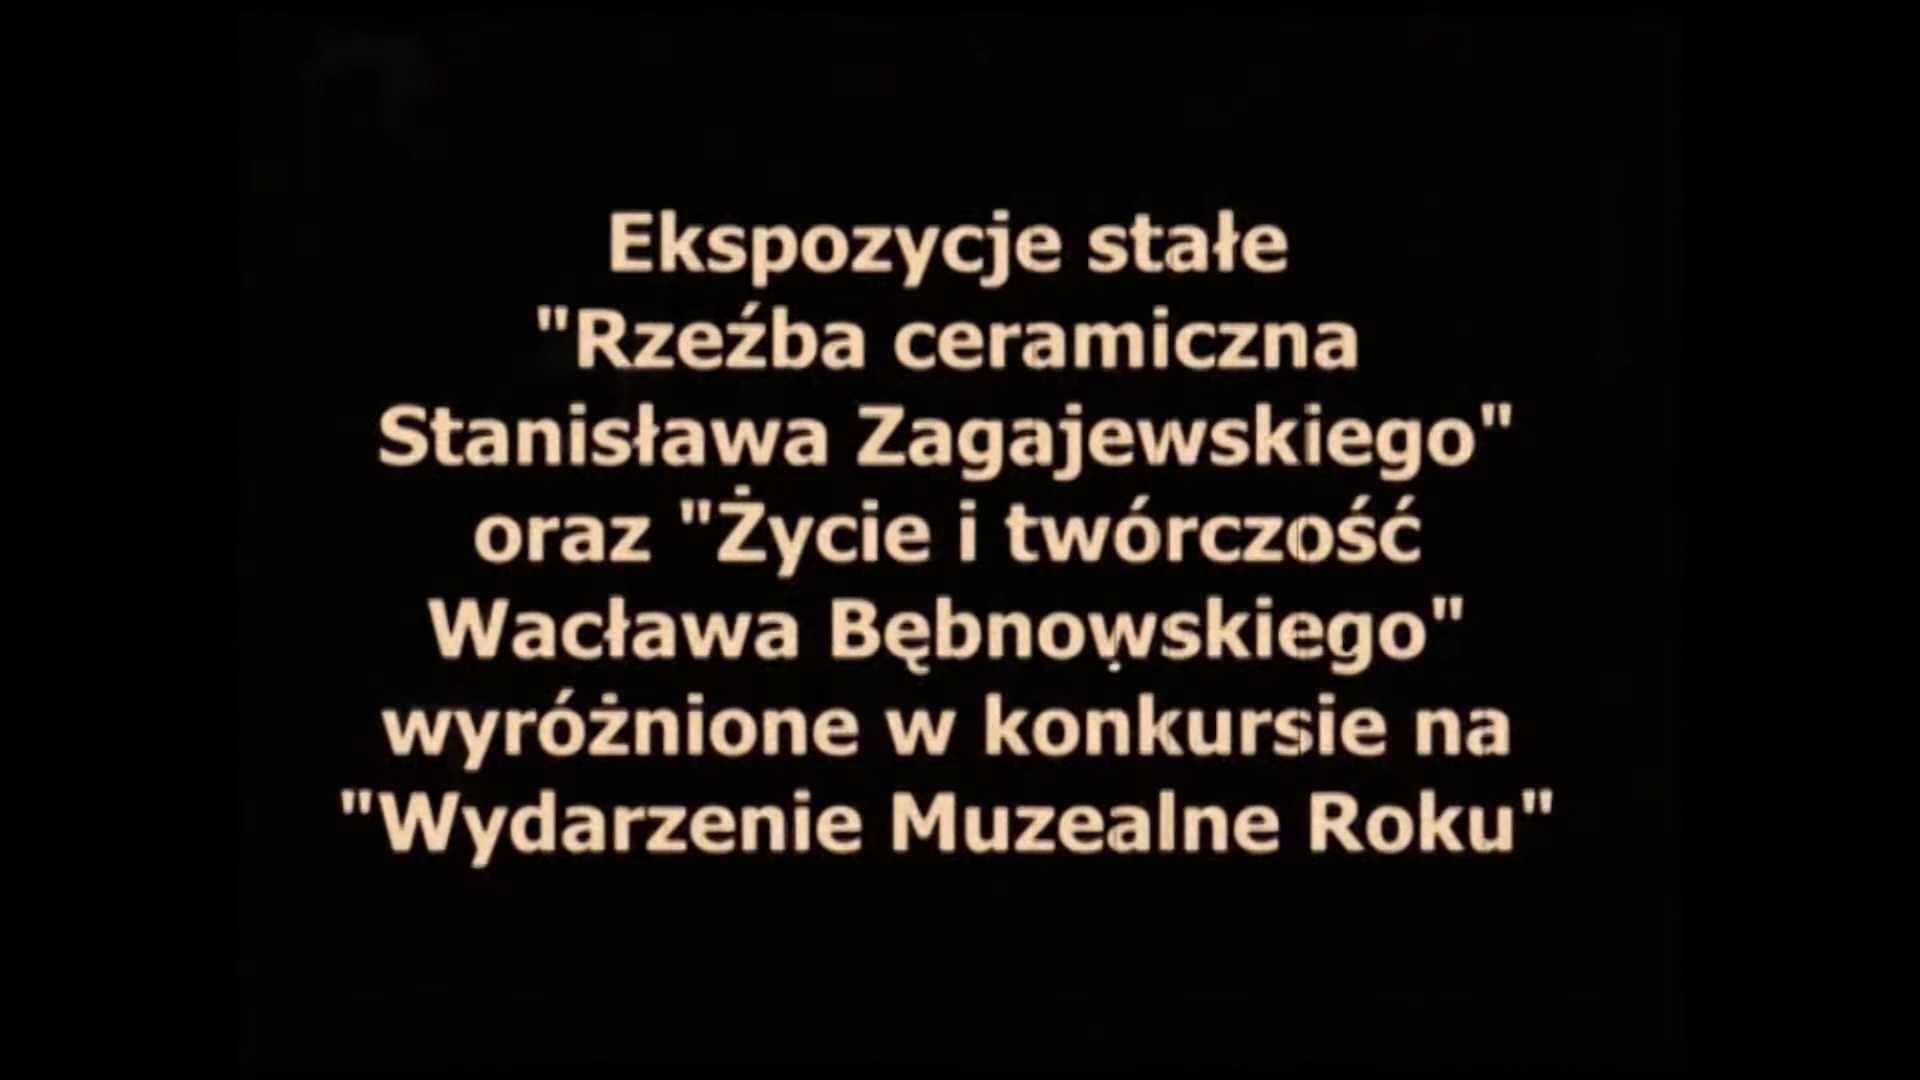 Ekspozycje stałe
"Rzeźba ceramiczna
Stanisława Zagajewskiego"
oraz "Życie i twórczość
Wacława Bębnowskiego"
wyróżnione w konkursie na
"Wydarzenie Muzealne Roku"